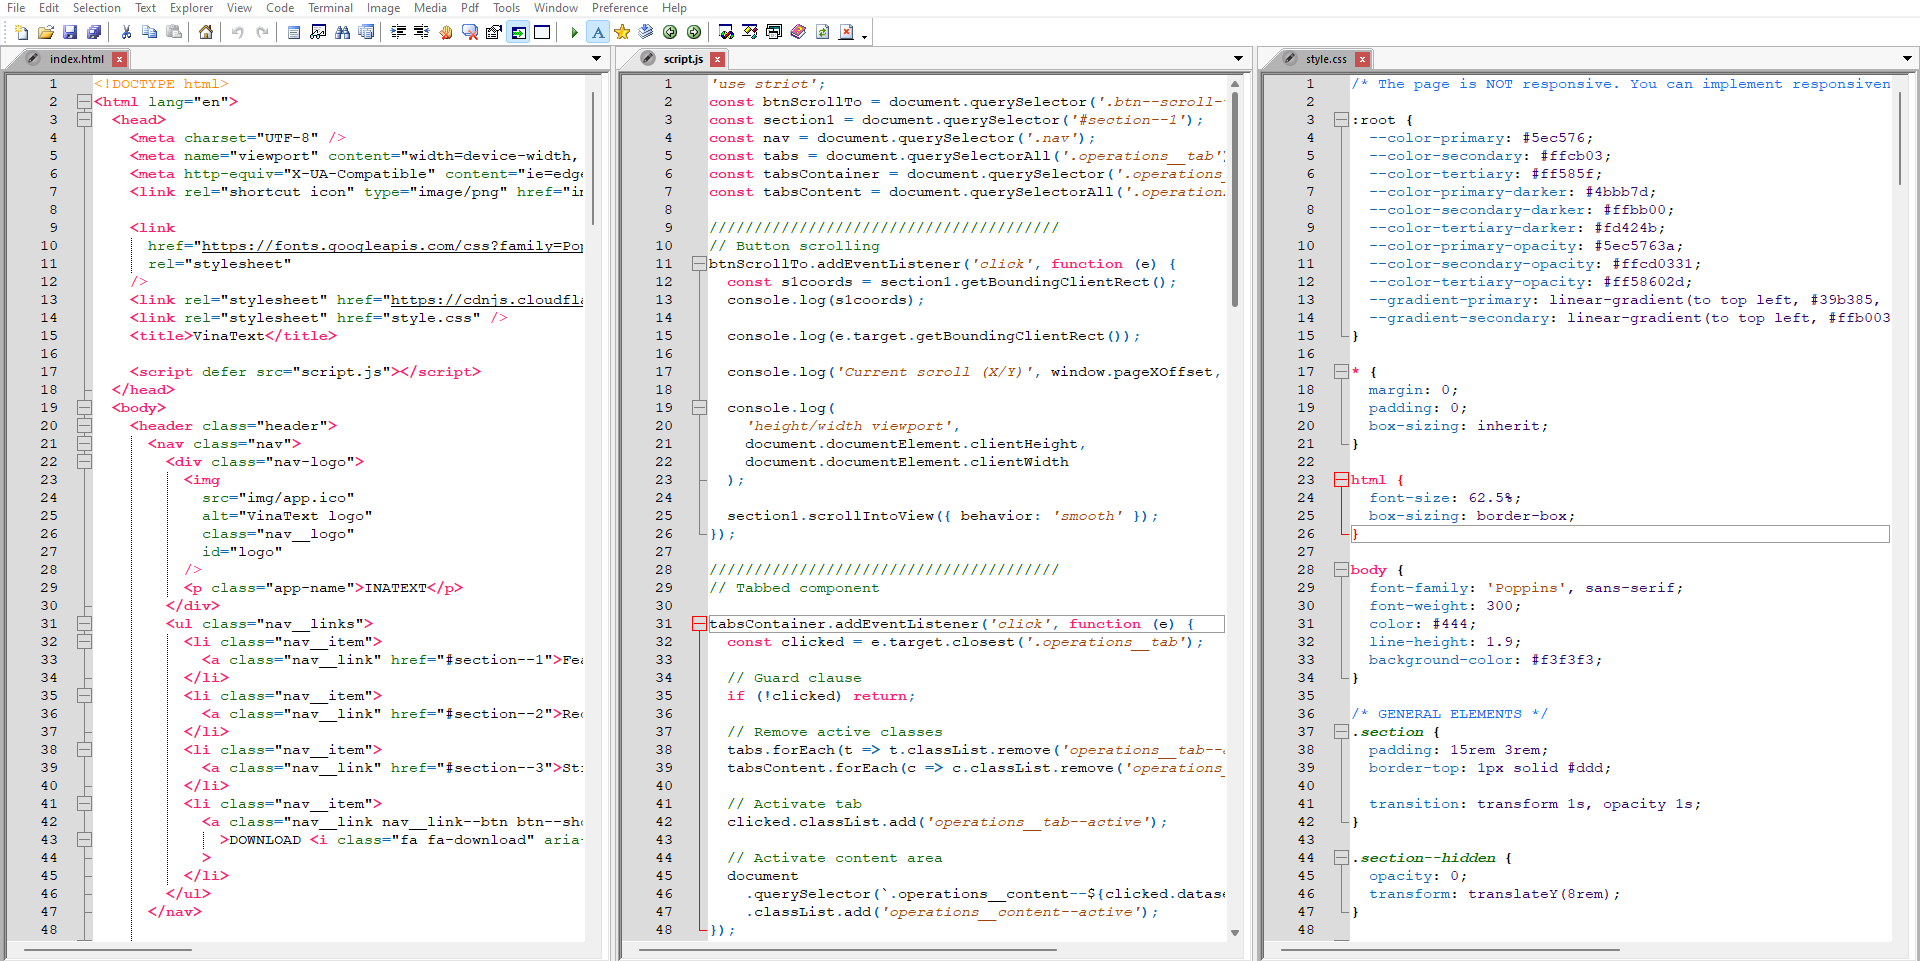 File Edit Selection Text Explorer View Code Terminal Image Media Pdf Tools Window Preference Help
index.html
1 <!DOCTYPE html>
2 <html lang="en">
3 <head>
4 <meta charset="UTF-8" />
5 <meta name="viewport" content="width=device-width,
6 <meta http-equiv="X-UA-Compatible" content="ie=edge
7 <link rel="shortcut icon" type="image/png" href="im
8
9 <link
10 href="https://fonts.googleapis.com/css?family=Pop
11 rel="stylesheet"
12 />
13 <link rel="stylesheet" href="https://cdnjs.cloudfla
14 <link rel="stylesheet" href="style.css" />
15 <title>VinaText</title>
16
17 <script defer src="script.js"></script>
18 </head>
19 <body>
20 <header class="header">
21 <nav class="nav">
22 <div class="nav-logo">
23 <img
24 src="img/app.ico"
25 alt="VinaText logo"
26 class="nav__logo"
27 id="logo"
28 />
29 <p class="app-name">INATEXT</p>
30 </div>
31 <ul class="nav__links">
32 <li class="nav__item">
33 <a class="nav__link" href="#section--1">Fea
34 </li>
35 <li class="nav__item">
36 <a class="nav__link" href="#section--2">Rec
37 </li>
38 <li class="nav__item">
39 <a class="nav__link" href="#section--3">St
40 </li>
41 <li class="nav__item">
42 <a class="nav__link nav__link--btn btn--sho
43 >DOWNLOAD <i class="fa fa-download" aria-
44 >
45 </li>
46 </ul>
47 </nav>
48
script.js
1 'use strict';
2 const btnScrollTo = document.querySelector('.btn--scroll-
3 const section1 = document.querySelector('#section--1');
4 const nav = document.querySelector('.nav');
5 const tabs = document.querySelectorAll('.operations__tab'
6 const tabsContainer = document.querySelector('.operations_
7 const tabsContent = document.querySelectorAll('.operation
8
9 ///////////////////////////////////////
10 // Button scrolling
11 btnScrollTo.addEventListener('click', function (e) {
12 const s1coords = section1.getBoundingClientRect();
13 console.log(s1coords);
14
15 console.log(e.target.getBoundingClientRect());
16
17 console.log('Current scroll (X/Y)', window.pageXOffset,
18
19 console.log(
20 'height/width viewport',
21 document.documentElement.clientHeight,
22 document.documentElement.clientWidth
23 );
24
25 section1.scrollIntoView({ behavior: 'smooth' });
26 });
27
28 ///////////////////////////////////////
29 // Tabbed component
30
31 tabsContainer.addEventListener('click', function (e) {
32 const clicked = e.target.closest('.operations__tab');
33
34 // Guard clause
35 if (!clicked) return;
36
37 // Remove active classes
38 tabs.forEach(t => t.classList.remove('operations__tab--
39 tabsContent.forEach(c => c.classList.remove('operations_
40
41 // Activate tab
42 clicked.classList.add('operations__tab--active');
43
44 // Activate content area
45 document
46 .querySelector(`.operations__content--${clicked.datase
47 .classList.add('operations__content--active');
48 });
style.css
1 /* The page is NOT responsive. You can implement responsiven
2
3 :root {
4 --color-primary: #5ec576;
5 --color-secondary: #ffcb03;
6 --color-tertiary: #ff585f;
7 --color-primary-darker: #4bbb7d;
8 --color-secondary-darker: #ffbb00;
9 --color-tertiary-darker: #fd424b;
10 --color-primary-opacity: #5ec5763a;
11 --color-secondary-opacity: #ffcd0331;
12 --color-tertiary-opacity: #ff58602d;
13 --gradient-primary: linear-gradient(to top left, #39b385,
14 --gradient-secondary: linear-gradient(to top left, #ffb003
15 }
16
17 * {
18 margin: 0;
19 padding: 0;
20 box-sizing: inherit;
21 }
22
23 html {
24 font-size: 62.5%;
25 box-sizing: border-box;
26 }
27
28 body {
29 font-family: 'Poppins', sans-serif;
30 font-weight: 300;
31 color: #444;
32 line-height: 1.9;
33 background-color: #f3f3f3;
34 }
35
36 /* GENERAL ELEMENTS */
37 .section {
38 padding: 15rem 3rem;
39 border-top: 1px solid #ddd;
40
41 transition: transform 1s, opacity 1s;
42 }
43
44 .section--hidden {
45 opacity: 0;
46 transform: translateY(8rem);
47 }
48